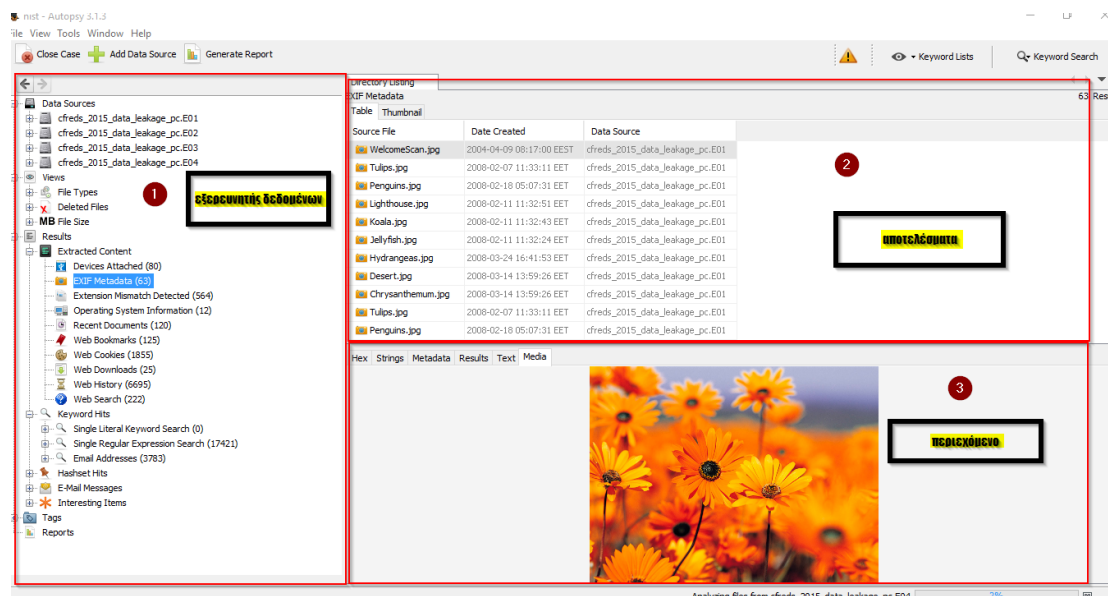 nist - Autopsy 3.1.3
File View Tools Window Help
Close Case Add Data Source Generate Report Keyword Lists Keyword Search
Data Sources
cfreds_2015_data_leakage_pc.E01
cfreds_2015_data_leakage_pc.E02
cfreds_2015_data_leakage_pc.E03
cfreds_2015_data_leakage_pc.E04
Views
File Types
Deleted Files
MB File Size
Results
Extracted Content
Devices Attached (80)
EXIF Metadata (63)
Extension Mismatch Detected (564)
Operating System Information (12)
Recent Documents (120)
Web Bookmarks (125)
Web Cookies (1855)
Web Downloads (25)
Web History (6695)
Web Search (222)
Keyword Hits
Single Literal Keyword Search (0)
Single Regular Expression Search (17421)
Email Addresses (3783)
Hashset Hits
E-Mail Messages
Interesting Items
Tags
Reports
1
εξερευνητής δεδομένων
Directory Listing
EXIF Metadata 63 Res
Table Thumbnail
Source File Date Created Data Source
WelcomeScan.jpg 2004-04-09 08:17:00 EEST cfreds_2015_data_leakage_pc.E01
Tulips.jpg 2008-02-07 11:33:11 EET cfreds_2015_data_leakage_pc.E01
Penguins.jpg 2008-02-18 05:07:31 EET cfreds_2015_data_leakage_pc.E01
Lighthouse.jpg 2008-02-11 11:32:51 EET cfreds_2015_data_leakage_pc.E01
Koala.jpg 2008-02-11 11:32:43 EET cfreds_2015_data_leakage_pc.E01
Jellyfish.jpg 2008-02-11 11:32:24 EET cfreds_2015_data_leakage_pc.E01
Hydrangeas.jpg 2008-03-24 16:41:53 EET cfreds_2015_data_leakage_pc.E01
Desert.jpg 2008-03-14 13:59:26 EET cfreds_2015_data_leakage_pc.E01
Chrysanthemum.jpg 2008-03-14 13:59:26 EET cfreds_2015_data_leakage_pc.E01
Tulips.jpg 2008-02-07 11:33:11 EET cfreds_2015_data_leakage_pc.E01
Penguins.jpg 2008-02-18 05:07:31 EET cfreds_2015_data_leakage_pc.E01
2
αποτελέσματα
Hex Strings Metadata Results Text Media
3
περιεχόμενο
Analyzing files from cfreds_2015_data_leakage_pc.E04 2%